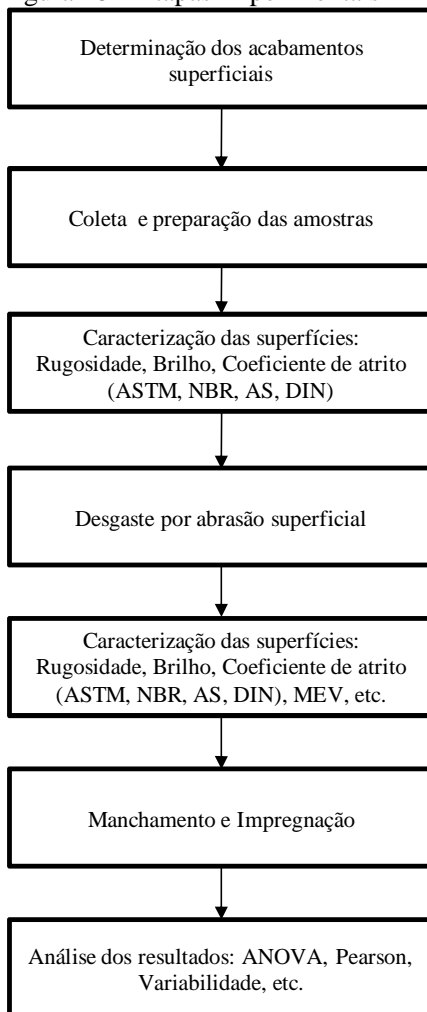 Determinação dos acabamentos
superficiais
Coleta e preparação das amostras
Caracterização das superfícies:
Rugosidade, Brilho, Coeficiente de atrito
(ASTM, NBR, AS, DIN)
Desgaste por abrasão superficial
Caracterização das superfícies:
Rugosidade, Brilho, Coeficiente de atrito
(ASTM, NBR, AS, DIN), MEV, etc.
Manchamento e Impregnação
Análise dos resultados: ANOVA, Pearson,
Variabilidade, etc.